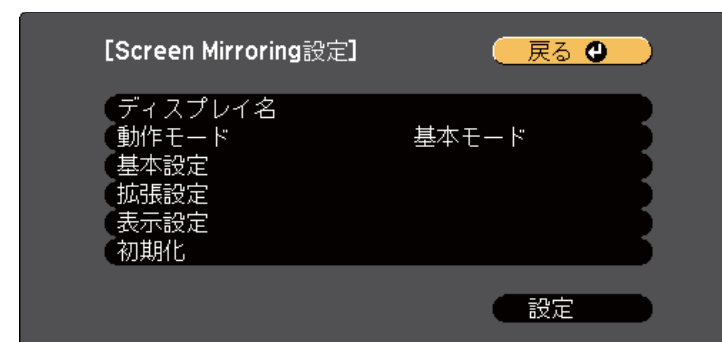 [Screen Mirroring設定]
戻る
ディスプレイ名
動作モード 基本モード
基本設定
拡張設定
表示設定
初期化
設定